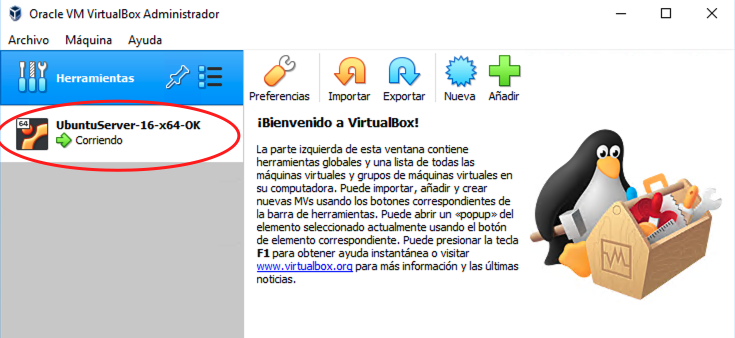 Oracle VM VirtualBox Administrador
Archivo Máquina Ayuda
Herramientas
Preferencias Importar Exportar Nueva Añadir
64
UbuntuServer-16-x64-OK
Corriendo
¡Bienvenido a VirtualBox!
La parte izquierda de esta ventana contiene
herramientas globales y una lista de todas las
máquinas virtuales y grupos de máquinas virtuales en
su computadora. Puede importar, añadir y crear
nuevas MVs usando los botones correspondientes de
la barra de herramientas. Puede abrir un «popup» del
elemento seleccionado actualmente usando el botón
de elemento correspondiente. Puede presionar la tecla
F1 para obtener ayuda instantánea o visitar
www.virtualbox.org para más información y las últimas
noticias.